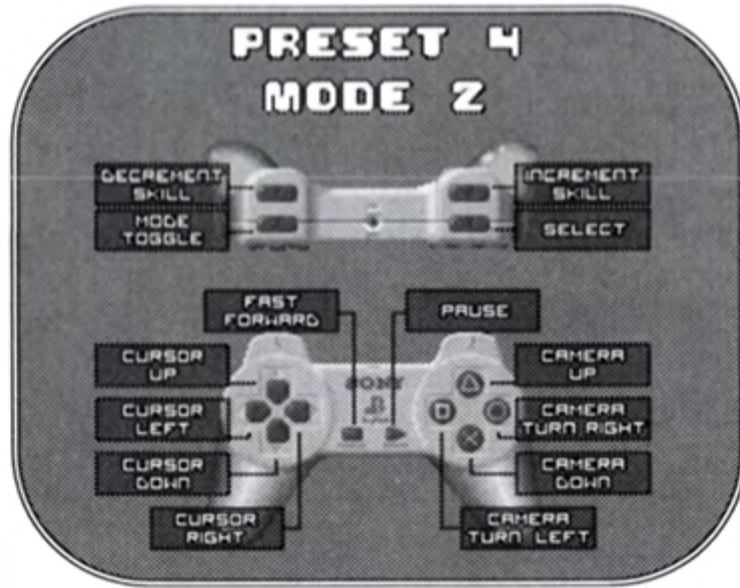 PRESET 4
MODE 2
DECREMENT
SKILL
INCREMENT
SKILL
MODE
TOGGLE
SELECT
FAST
FORWARD
PAUSE
CURSOR
UP
SONY
CAMERA
UP
CURSOR
LEFT
CAMERA
TURN RIGHT
CURSOR
DOWN
CAMERA
DOWN
CURSOR
RIGHT
CAMERA
TURN LEFT